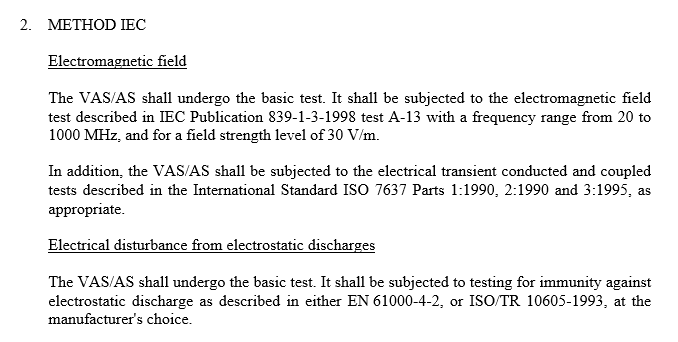 2. METHOD IEC
Electromagnetic field
The VAS/AS shall undergo the basic test. It shall be subjected to the electromagnetic field
test described in IEC Publication 839-1-3-1998 test A-13 with a frequency range from 20 to
1000 MHz, and for a field strength level of 30 V/m.
In addition, the VAS/AS shall be subjected to the electrical transient conducted and coupled
tests described in the International Standard ISO 7637 Parts 1:1990, 2:1990 and 3:1995, as
appropriate.
Electrical disturbance from electrostatic discharges
The VAS/AS shall undergo the basic test. It shall be subjected to testing for immunity against
electrostatic discharge as described in either EN 61000-4-2, or ISO/TR 10605-1993, at the
manufacturer's choice.